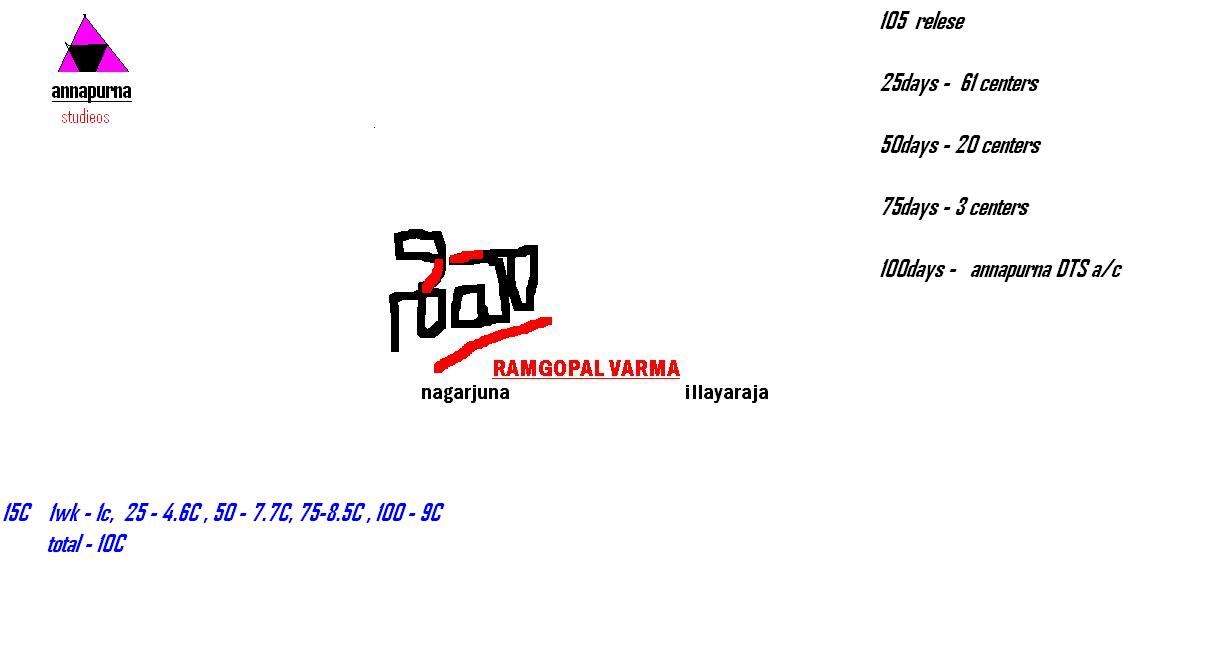 annapurna
studieos
105 relese
25days - 61 centers
50days - 20 centers
75days - 3 centers
100days - annapurna DTS a/c
RAMGOPAL VARMA
nagarjuna illayaraja
15C 1wk - 1c, 25 - 4.6C , 50 - 7.7C, 75-8.5C , 100 - 9C
total - 10C